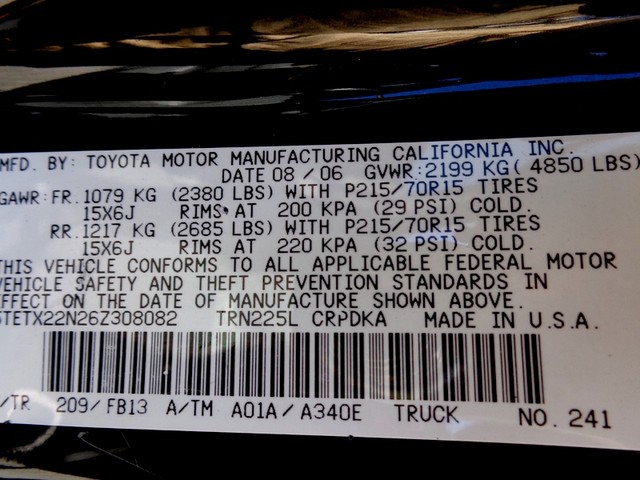 MFD. BY: TOYOTA MOTOR MANUFACTURING CALIFORNIA INC.
DATE 08/06 GVWR:2199 KG( 4850 LBS)
GAWR: FR. 1079 KG (2380 LBS) WITH P215/70R15 TIRES
15X6J RIMS AT 200 KPA (29 PSI) COLD.
RR. 1217 KG (2685 LBS) WITH P215/70R15 TIRES
15X6J RIMS AT 220 KPA (32 PSI) COLD.
THIS VEHICLE CONFORMS TO ALL APPLICABLE FEDERAL MOTOR
VEHICLE SAFETY AND THEFT PREVENTION STANDARDS IN
EFFECT ON THE DATE OF MANUFACTURE SHOWN ABOVE.
5TETX22N26Z308082 TRN225L CRPDKA MADE IN U.S.A.
/TR 209/FB13 A/TM A01A/A340E TRUCK NO. 241